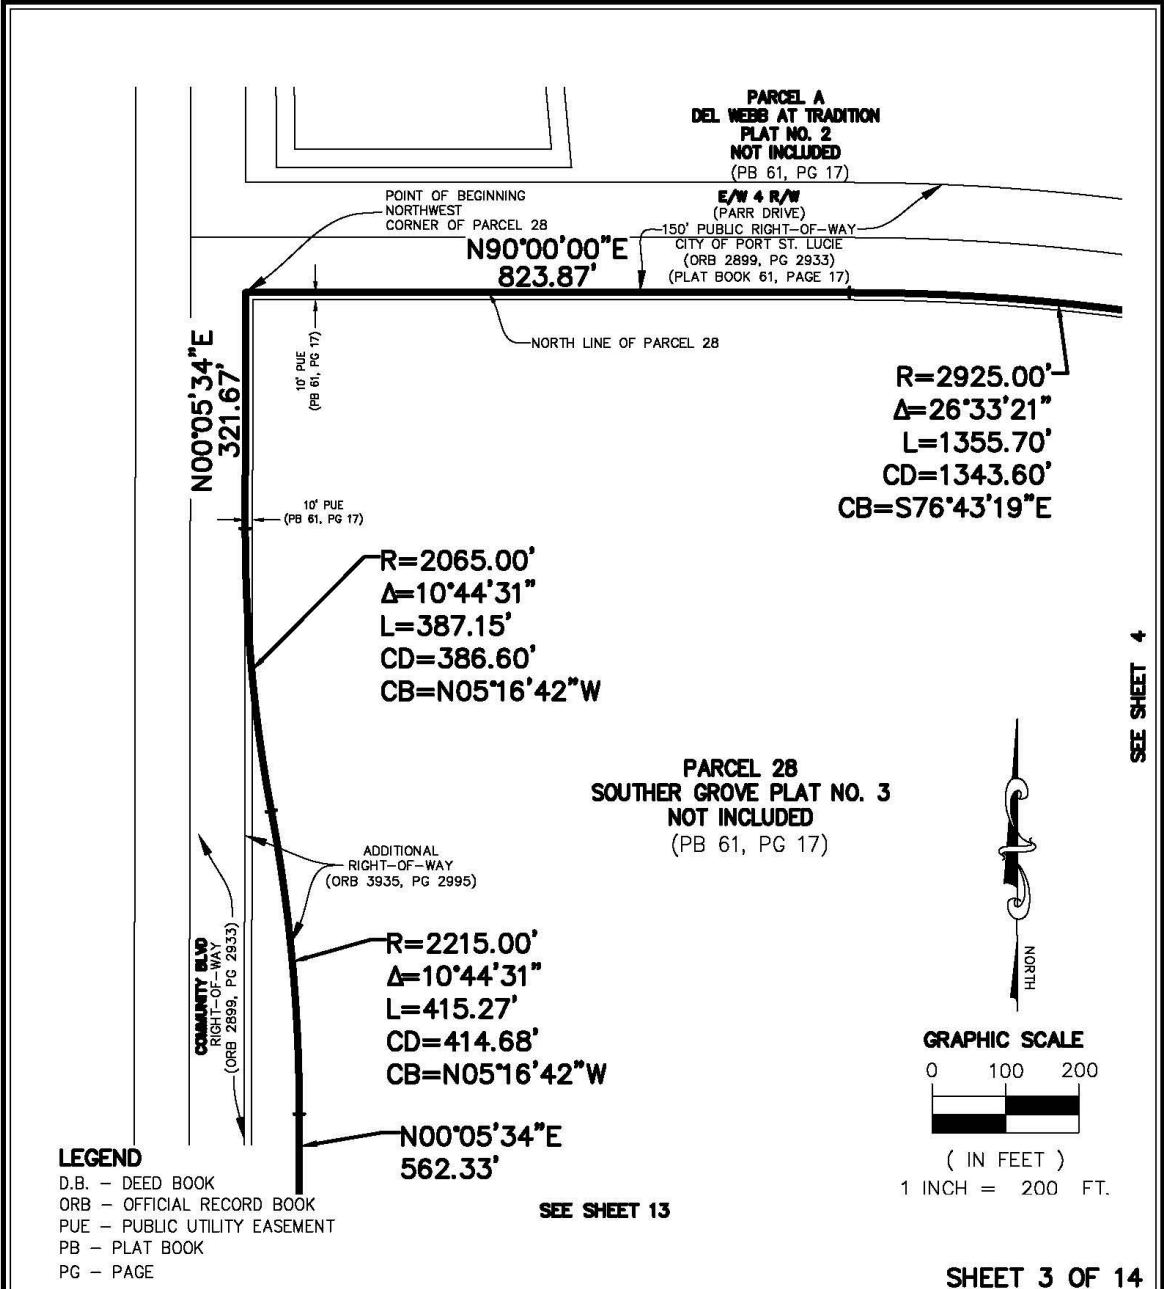 PARCEL A
DEL WEBB AT TRADITION
PLAT NO. 2
NOT INCLUDED
(PB 61, PG 17)
POINT OF BEGINNING
NORTHWEST
CORNER OF PARCEL 28
E/W 4 R/W
(PARR DRIVE)
150' PUBLIC RIGHT-OF-WAY
CITY OF PORT ST. LUCIE
(ORB 2899, PG 2933)
(PLAT BOOK 61, PAGE 17)
N90°00'00"E
823.87'
NORTH LINE OF PARCEL 28
10' PUE
(PB 61, PG 17)
N00°05'34"E
321.67'
R=2925.00'
Δ=26°33'21"
L=1355.70'
CD=1343.60'
CB=S76°43'19"E
10' PUE
(PB 61, PG 17)
R=2065.00'
Δ=10°44'31"
L=387.15'
CD=386.60'
CB=N05°16'42"W
SEE SHEET 4
PARCEL 28
SOUTHER GROVE PLAT NO. 3
NOT INCLUDED
(PB 61, PG 17)
ADDITIONAL
RIGHT-OF-WAY
(ORB 3935, PG 2995)
COMMUNITY BLVD
RIGHT-OF-WAY
(ORB 2899, PG 2933)
R=2215.00'
Δ=10°44'31"
L=415.27'
CD=414.68'
CB=N05°16'42"W
N00°05'34"E
562.33'
NORTH
GRAPHIC SCALE
0 100 200
( IN FEET )
1 INCH = 200 FT.
LEGEND
D.B. - DEED BOOK
ORB - OFFICIAL RECORD BOOK
PUE - PUBLIC UTILITY EASEMENT
PB - PLAT BOOK
PG - PAGE
SEE SHEET 13
SHEET 3 OF 14